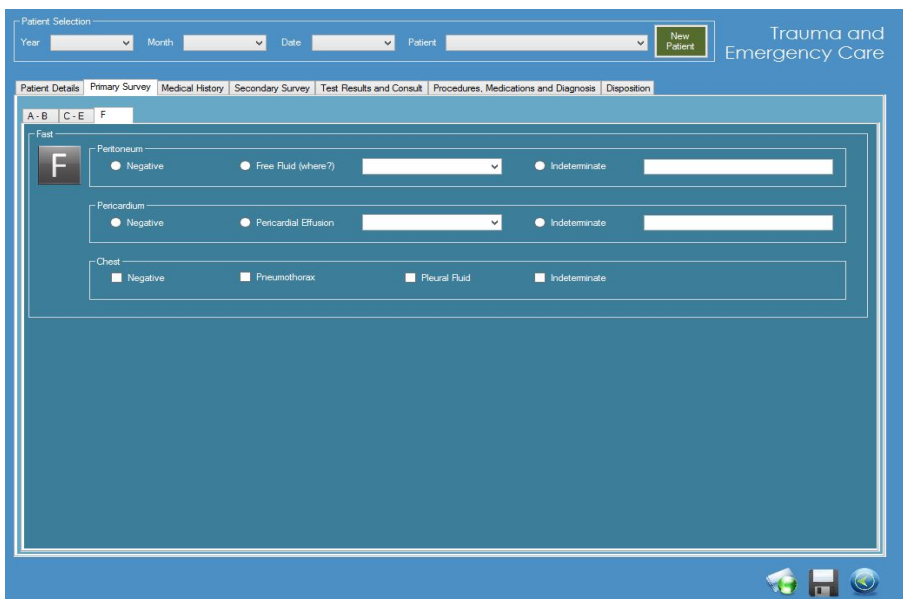 Patient Selection
Year Month Date Patient New Patient
Trauma and
Emergency Care
Patient Details Primary Survey Medical History Secondary Survey Test Results and Consult Procedures, Medications and Diagnosis Disposition
A - B C - E F
Fast
F
Peritoneum
Negative Free Fluid (where?) Indeterminate
Pericardium
Negative Pericardial Effusion Indeterminate
Chest
Negative Pneumothorax Pleural Fluid Indeterminate